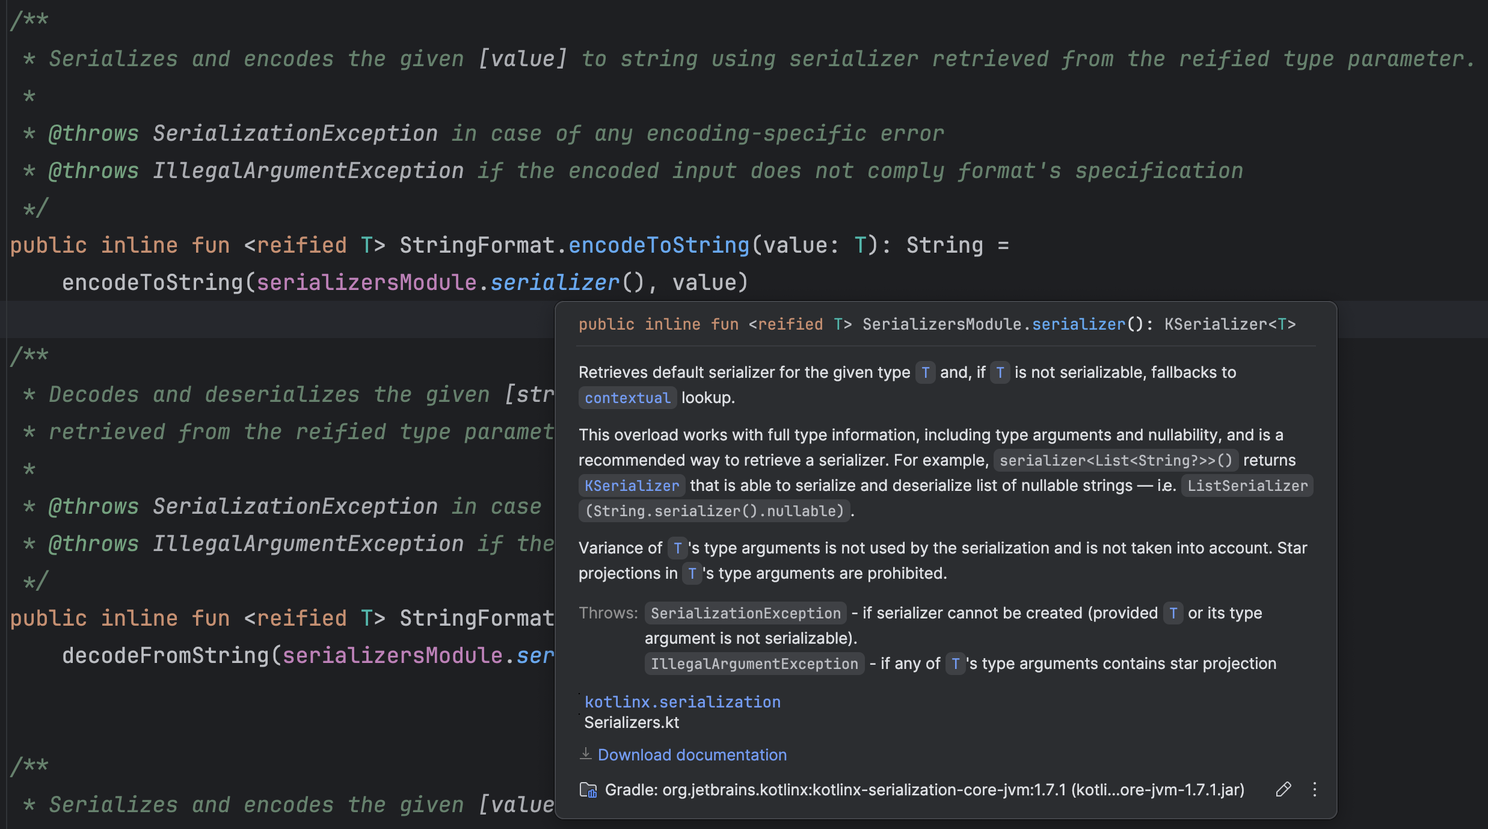 /**
* Serializes and encodes the given [value] to string using serializer retrieved from the reified type parameter.
*
* @throws SerializationException in case of any encoding-specific error
* @throws IllegalArgumentException if the encoded input does not comply format's specification
*/
public inline fun <reified T> StringFormat.encodeToString(value: T): String =
encodeToString(serializersModule.serializer(), value)
/**
* Decodes and deserializes the given [str
* retrieved from the reified type paramet
*
* @throws SerializationException in case
* @throws IllegalArgumentException if the
*/
public inline fun <reified T> StringFormat
decodeFromString(serializersModule.ser
/**
* Serializes and encodes the given [value
public inline fun <reified T> SerializersModule.serializer(): KSerializer<T>
Retrieves default serializer for the given type T and, if T is not serializable, fallbacks to
contextual lookup.
This overload works with full type information, including type arguments and nullability, and is a
recommended way to retrieve a serializer. For example, serializer<List<String?>>() returns
KSerializer that is able to serialize and deserialize list of nullable strings — i.e. ListSerializer
(String.serializer().nullable).
Variance of T's type arguments is not used by the serialization and is not taken into account. Star
projections in T's type arguments are prohibited.
Throws: SerializationException - if serializer cannot be created (provided T or its type
argument is not serializable).
IllegalArgumentException - if any of T's type arguments contains star projection
kotlinx.serialization
Serializers.kt
Download documentation
Gradle: org.jetbrains.kotlinx:kotlinx-serialization-core-jvm:1.7.1 (kotli...ore-jvm-1.7.1.jar)